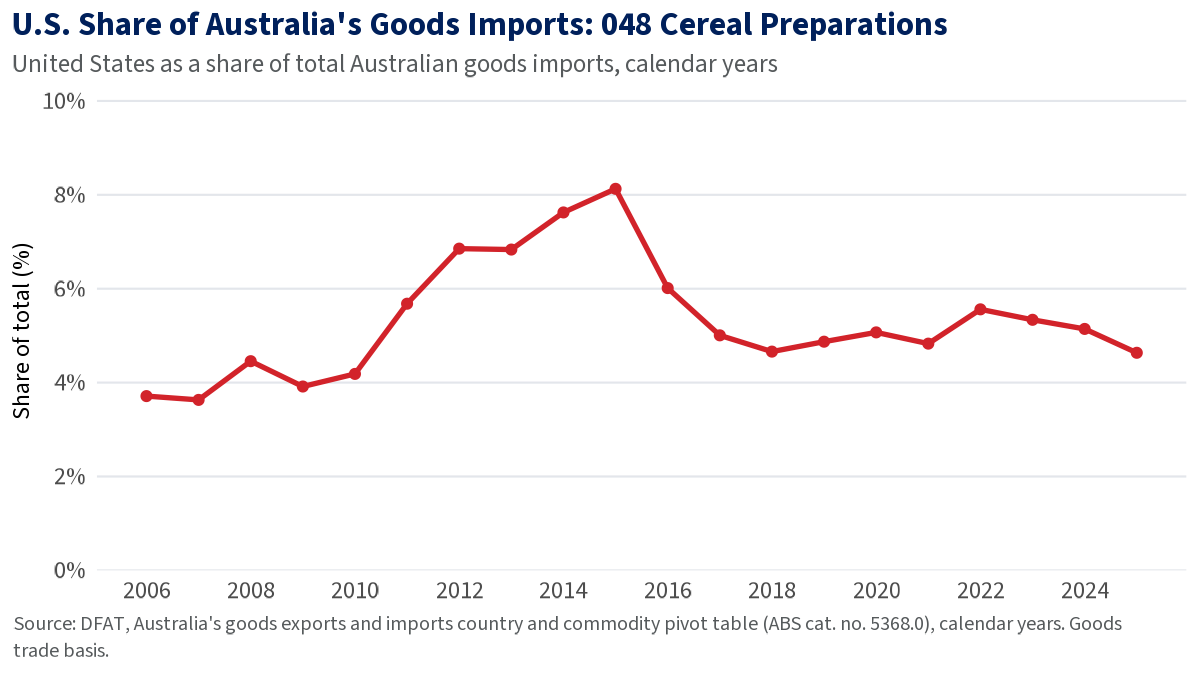 U.S. Share of Australia's Goods Imports: 048 Cereal Preparations
United States as a share of total Australian goods imports, calendar years
10%
8%
6%
4%
2%
0%
Share of total (%)
2006 2008 2010 2012 2014 2016 2018 2020 2022 2024
Source: DFAT, Australia's goods exports and imports country and commodity pivot table (ABS cat. no. 5368.0), calendar years. Goods
trade basis.